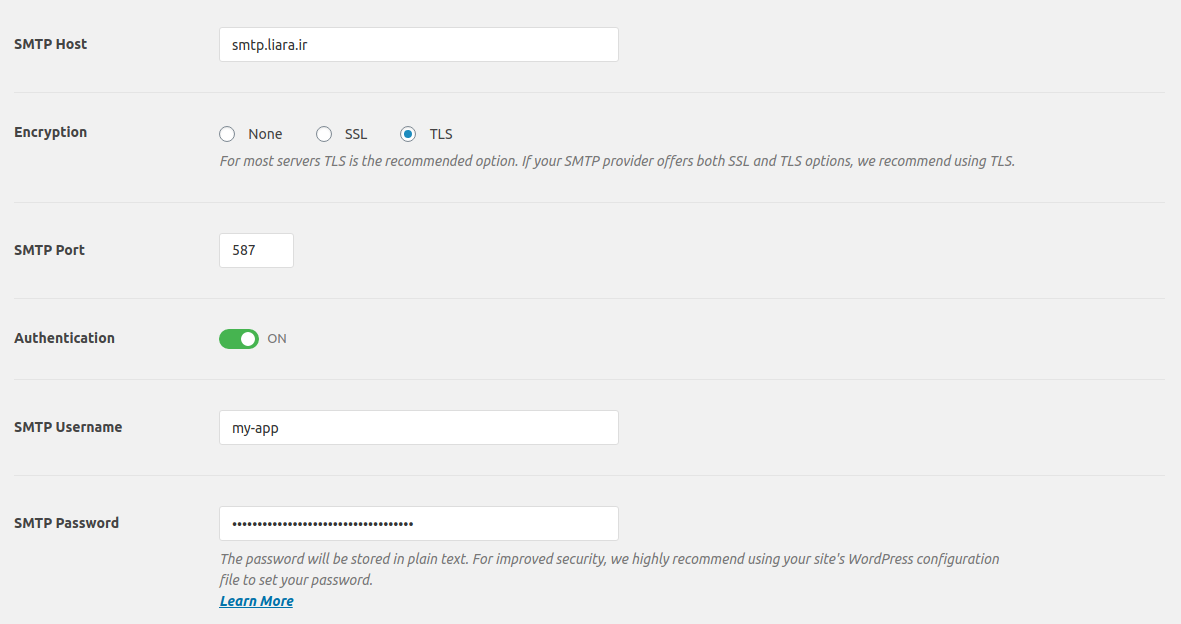 SMTP Host
smtp.liara.ir
Encryption
None SSL TLS
For most servers TLS is the recommended option. If your SMTP provider offers both SSL and TLS options, we recommend using TLS.
SMTP Port
587
Authentication
ON
SMTP Username
my-app
SMTP Password
••••••••••••••••••••••••••••••••••••
The password will be stored in plain text. For improved security, we highly recommend using your site's WordPress configuration
file to set your password.
Learn More